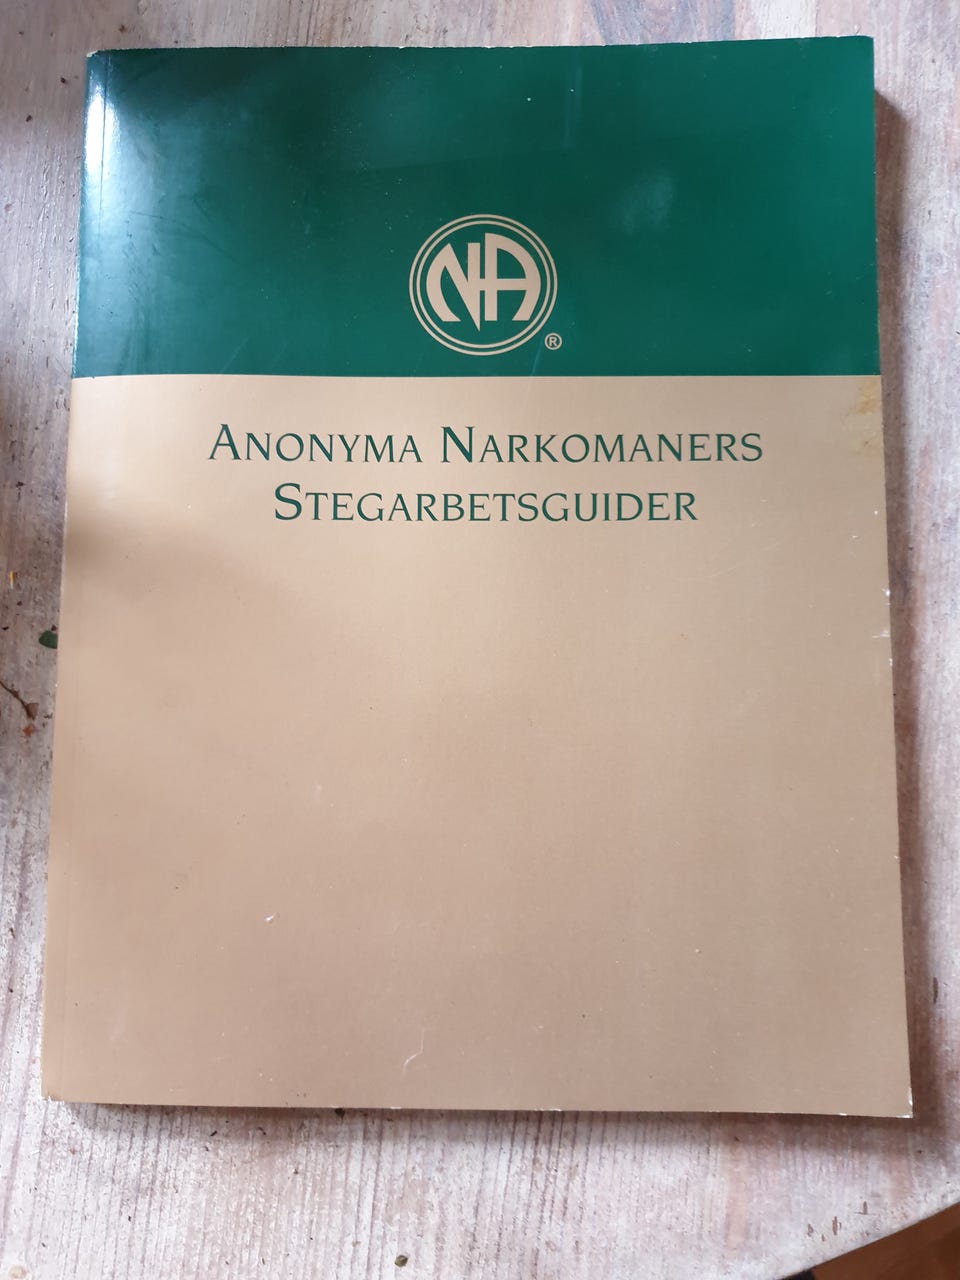 NA
®
ANONYMA NARKOMANERS
STEGARBETSGUIDER